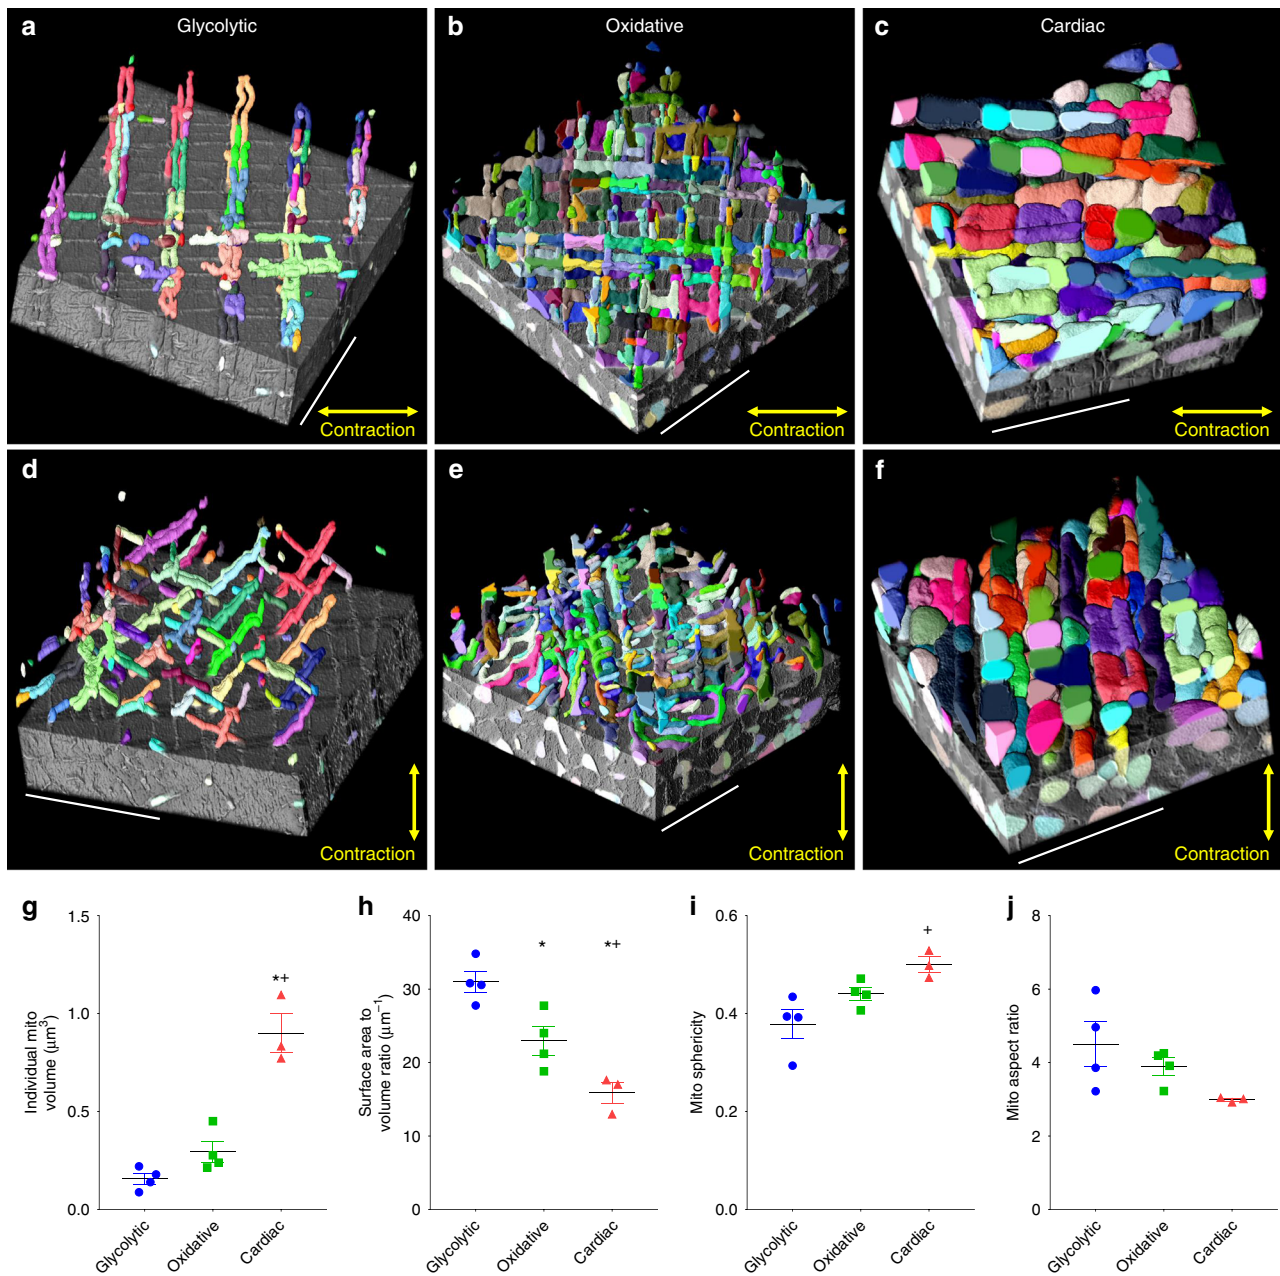 a Glycolytic
b Oxidative
c Cardiac
Contraction
Contraction
Contraction
d
e
f
Contraction
Contraction
Contraction
g
Individual mito
volume (μm³)
1.5
1.0
0.5
0.0
*+
Glycolytic
Oxidative
Cardiac
h
Surface area to
volume ratio (μm⁻¹)
40
30
20
10
0
*
*+
Glycolytic
Oxidative
Cardiac
i
Mito sphericity
0.6
0.4
0.2
0.0
+
Glycolytic
Oxidative
Cardiac
j
Mito aspect ratio
8
6
4
2
0
Glycolytic
Oxidative
Cardiac